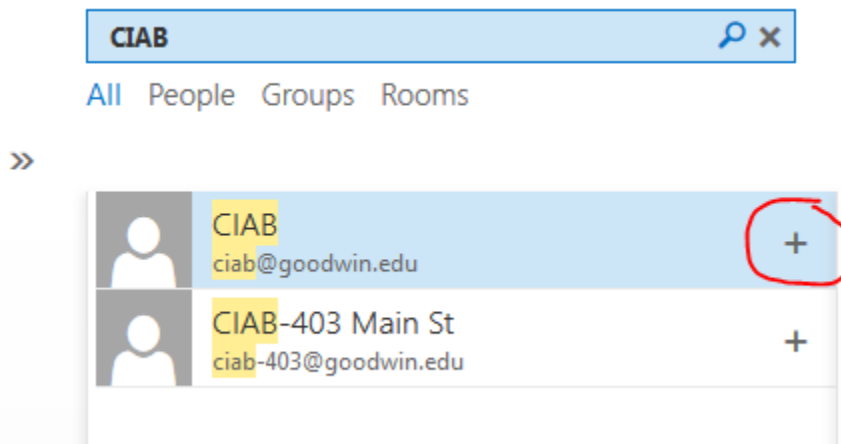 CIAB
All People Groups Rooms
»
CIAB
+
ciab@goodwin.edu
CIAB-403 Main St
+
ciab-403@goodwin.edu